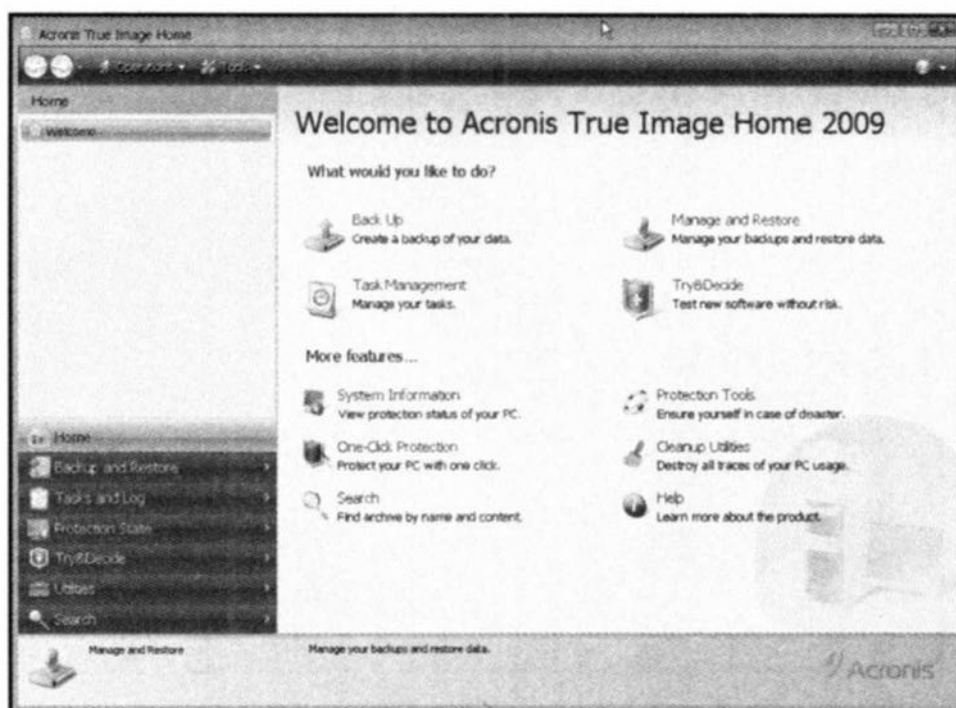 Acronis True Image Home
Operations Tools
Home
Welcome
Welcome to Acronis True Image Home 2009
What would you like to do?
Back Up
Create a backup of your data.
Manage and Restore
Manage your backups and restore data.
Task Management
Manage your tasks.
Try&Decide
Test new software without risk.
More features...
System Information
View protection status of your PC.
Protection Tools
Ensure yourself in case of disaster.
One-Click Protection
Protect your PC with one click.
Cleanup Utilities
Destroy all traces of your PC usage.
Search
Find archive by name and content.
Help
Learn more about the product.
Home
Backup and Restore
Tasks and Log
Protection State
Try&Decide
Utilities
Search
Manage and Restore
Manage your backups and restore data.
Acronis